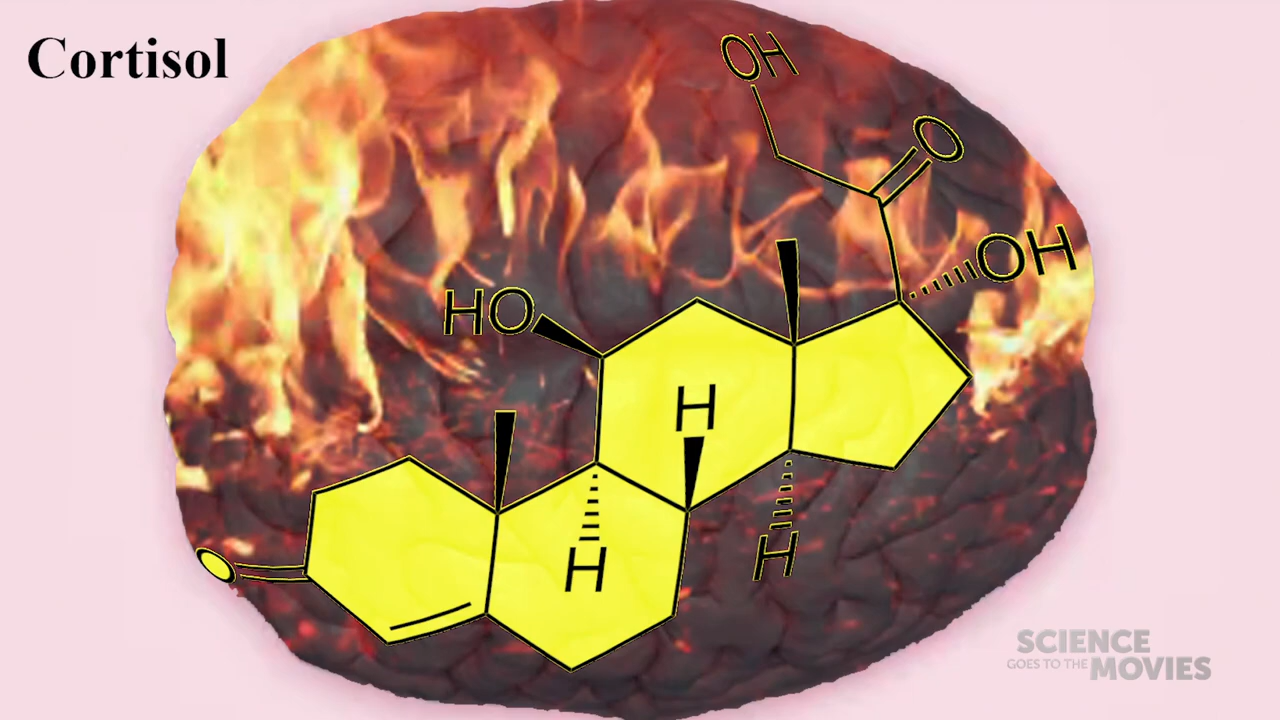 Cortisol
OH
O
OH
HO
H
H
H
O
SCIENCE
GOES TO THE MOVIES